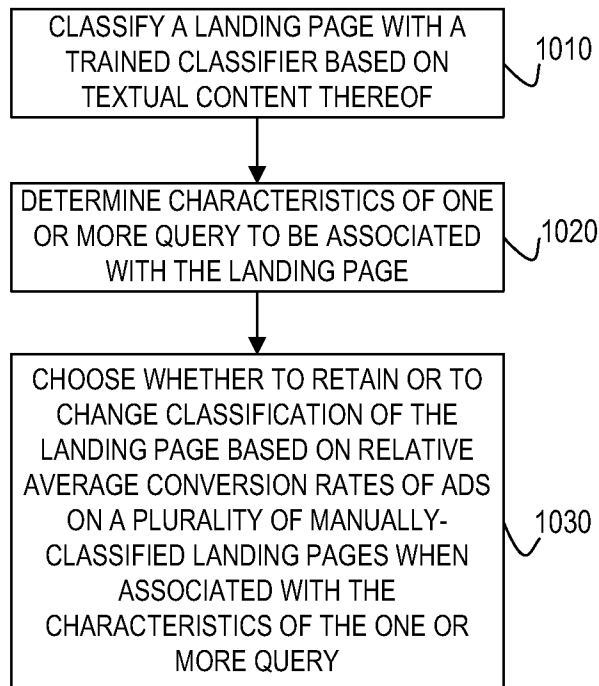 CLASSIFY A LANDING PAGE WITH A
TRAINED CLASSIFIER BASED ON
TEXTUAL CONTENT THEREOF
1010
DETERMINE CHARACTERISTICS OF ONE
OR MORE QUERY TO BE ASSOCIATED
WITH THE LANDING PAGE
1020
CHOOSE WHETHER TO RETAIN OR TO
CHANGE CLASSIFICATION OF THE
LANDING PAGE BASED ON RELATIVE
AVERAGE CONVERSION RATES OF ADS
ON A PLURALITY OF MANUALLY-
CLASSIFIED LANDING PAGES WHEN
ASSOCIATED WITH THE
CHARACTERISTICS OF THE ONE OR
MORE QUERY
1030